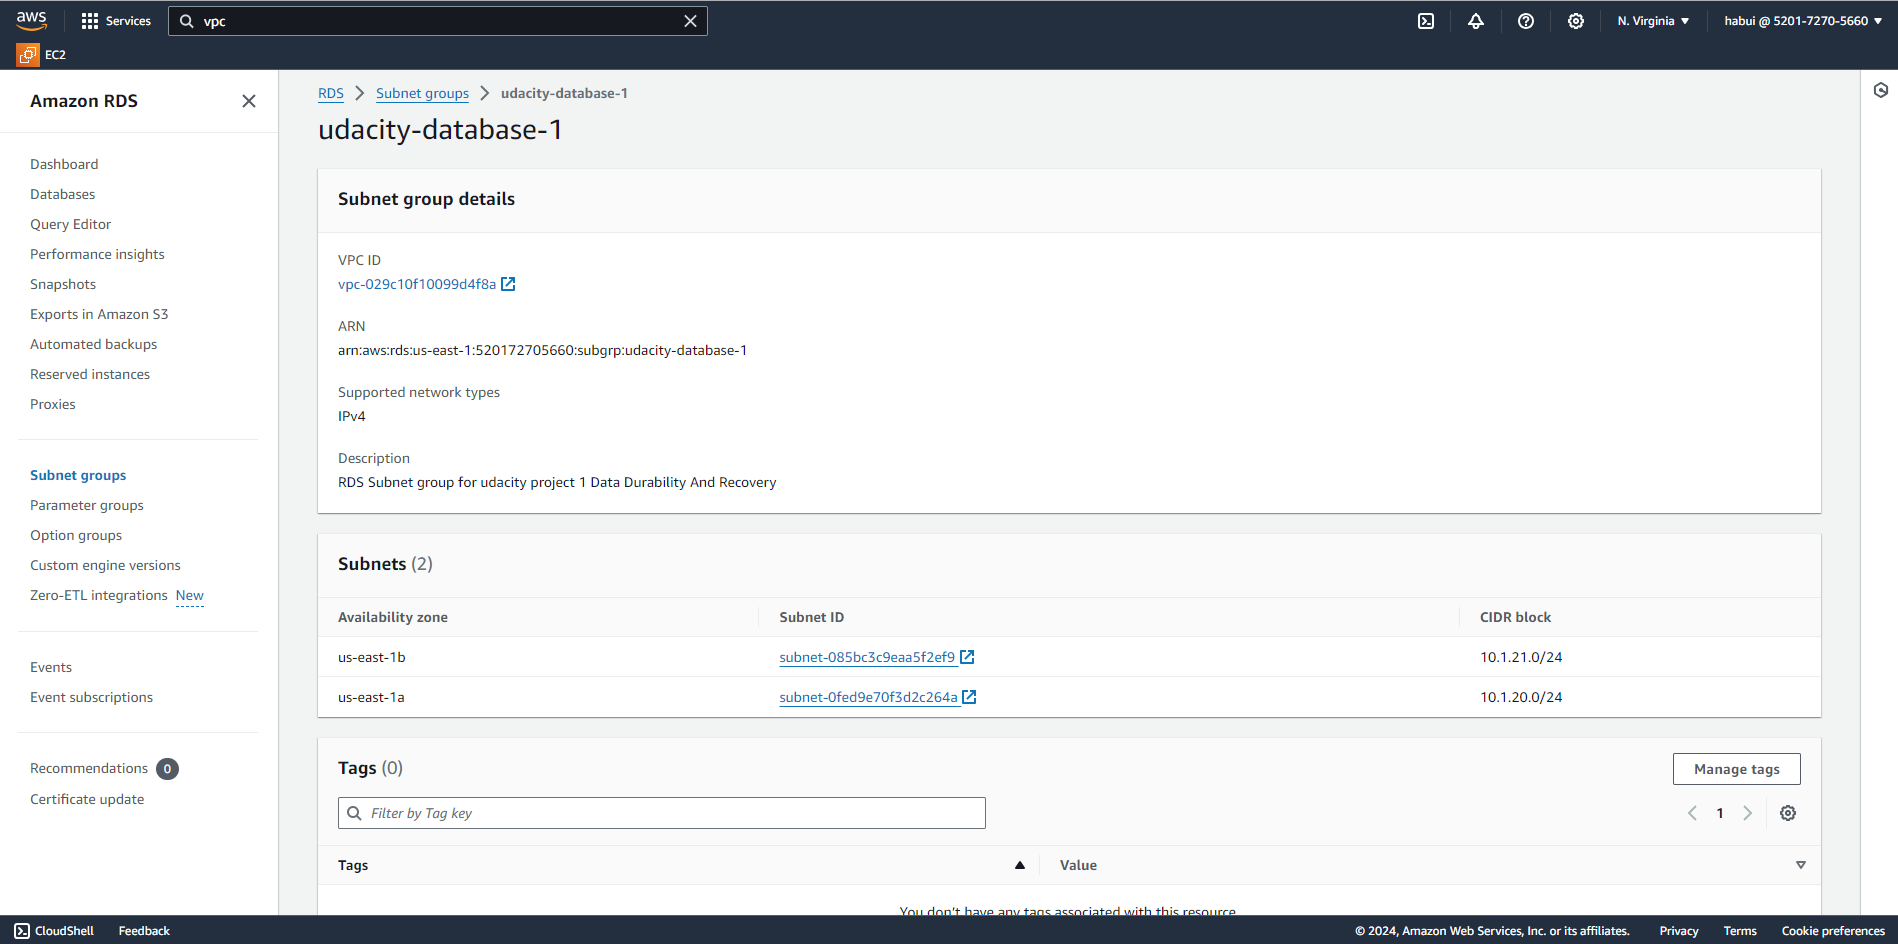 aws
Services
vpc
N. Virginia
habui @ 5201-7270-5660
EC2
Amazon RDS
Dashboard
Databases
Query Editor
Performance insights
Snapshots
Exports in Amazon S3
Automated backups
Reserved instances
Proxies
Subnet groups
Parameter groups
Option groups
Custom engine versions
Zero-ETL integrations New
Events
Event subscriptions
Recommendations 0
Certificate update
RDS > Subnet groups > udacity-database-1
udacity-database-1
Subnet group details
VPC ID
vpc-029c10f10099d4f8a
ARN
arn:aws:rds:us-east-1:520172705660:subgrp:udacity-database-1
Supported network types
IPv4
Description
RDS Subnet group for udacity project 1 Data Durability And Recovery
Subnets (2)
Availability zone Subnet ID CIDR block
us-east-1b subnet-085bc3c9eaa5f2ef9 10.1.21.0/24
us-east-1a subnet-0fed9e70f3d2c264a 10.1.20.0/24
Tags (0)
Manage tags
Filter by Tag key
1
Tags Value
You don't have any tags associated with this resource
CloudShell Feedback
© 2024, Amazon Web Services, Inc. or its affiliates. Privacy Terms Cookie preferences